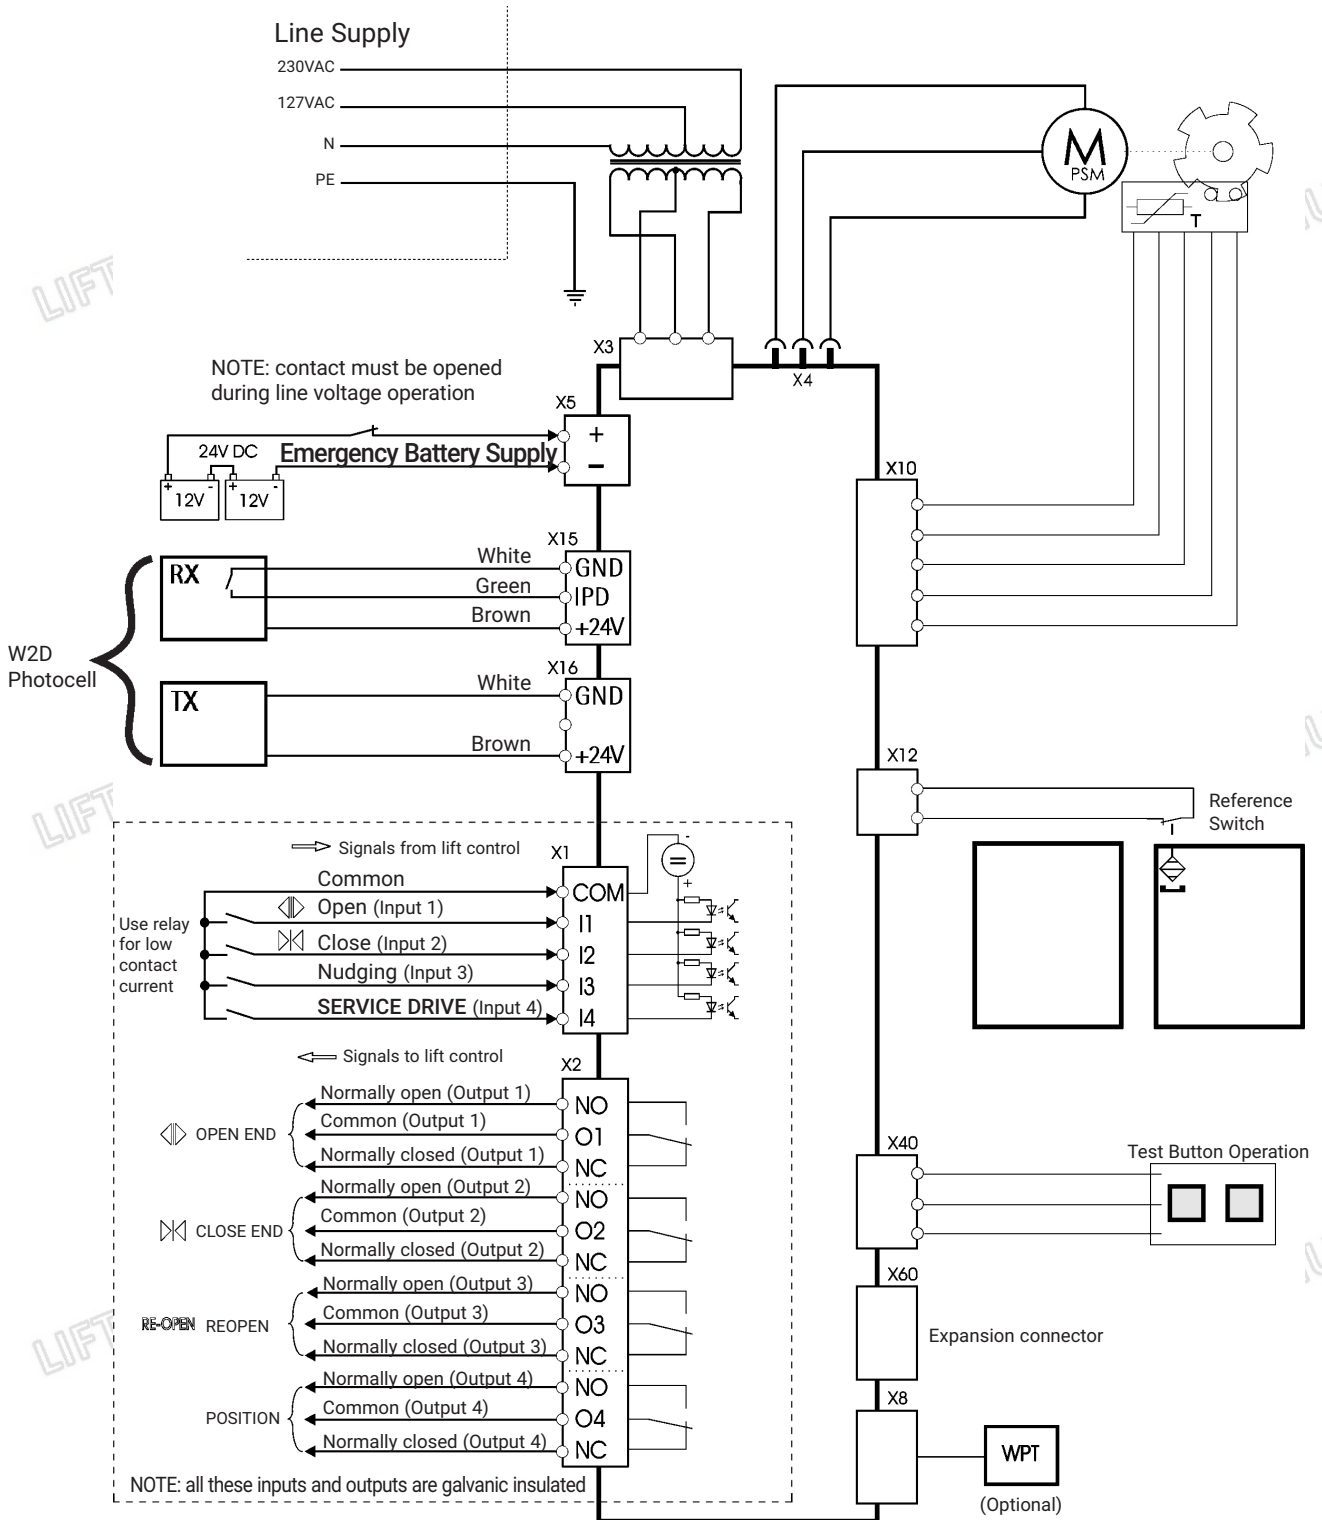 Line Supply
230VAC
127VAC
N
PE
M
PSM
T
X3
X4
NOTE: contact must be opened
during line voltage operation
X5
+
24V DC
Emergency Battery Supply
-
+ - + -
12V 12V
X10
X15
RX
White
GND
Green
IPD
Brown
+24V
W2D
Photocell
X16
TX
White
GND
Brown
+24V
X12
Reference
Switch
LIFT
LIFT
LIFT
Signals from lift control
X1
-
=
+
Common
COM
Open (Input 1)
I1
Use relay
for low
contact
current
Close (Input 2)
I2
Nudging (Input 3)
I3
SERVICE DRIVE (Input 4)
I4
Signals to lift control
X2
Normally open (Output 1)
NO
OPEN END
Common (Output 1)
O1
Normally closed (Output 1)
NC
Normally open (Output 2)
NO
CLOSE END
Common (Output 2)
O2
Normally closed (Output 2)
NC
Normally open (Output 3)
NO
RE-OPEN REOPEN
Common (Output 3)
O3
Normally closed (Output 3)
NC
Normally open (Output 4)
NO
POSITION
Common (Output 4)
O4
Normally closed (Output 4)
NC
NOTE: all these inputs and outputs are galvanic insulated
X40
Test Button Operation
X60
Expansion connector
X8
WPT
(Optional)